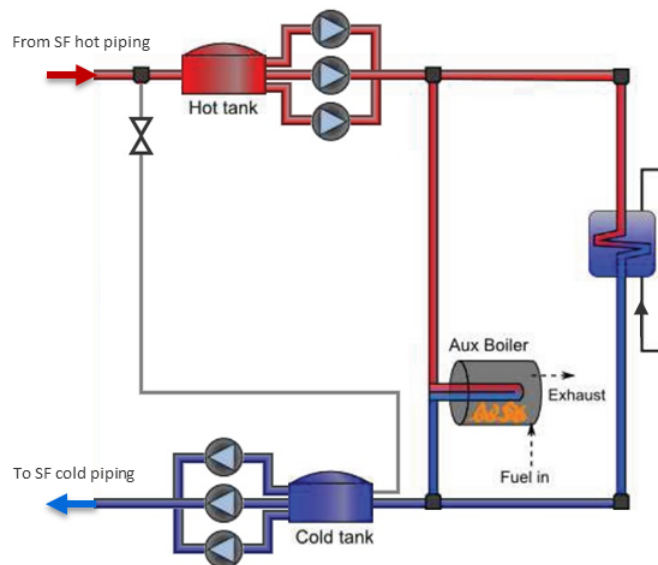 From SF hot piping
Hot tank
Aux Boiler
Exhaust
Fuel in
To SF cold piping
Cold tank